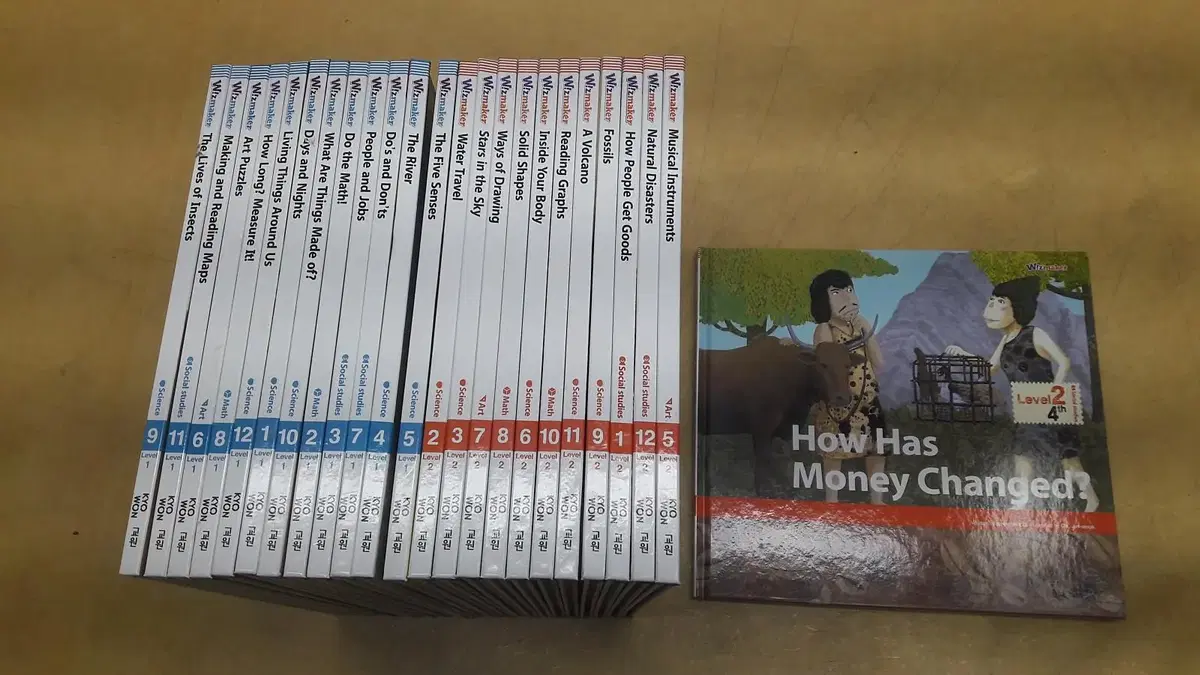 Wizmaker The Lives of Insects Science 9 Level 1 KYO WON 교원
Wizmaker Making and Reading Maps Social studies 11 Level 1 KYO WON 교원
Wizmaker Art Puzzles Art 6 Level 1 KYO WON 교원
Wizmaker How Long? Measure It! Math 8 Level 1 KYO WON 교원
Wizmaker Living Things Around Us Science 12 Level 1 KYO WON 교원
Wizmaker Days and Nights Science 1 Level 1 KYO WON 교원
Wizmaker What Are Things Made of? Science 10 Level 1 KYO WON 교원
Wizmaker Do the Math! Math 2 Level 1 KYO WON 교원
Wizmaker People and Jobs Social studies 3 Level 1 KYO WON 교원
Wizmaker Do's and Don'ts Social studies 7 Level 1 KYO WON 교원
Wizmaker The River Science 4 Level 1 KYO WON 교원
Wizmaker The Five Senses Science 5 Level 1 KYO WON 교원
Wizmaker Water Travel Science 2 Level 2 KYO WON 교원
Wizmaker Stars in the Sky Science 3 Level 2 KYO WON 교원
Wizmaker Ways of Drawing Art 7 Level 2 KYO WON 교원
Wizmaker Solid Shapes Math 8 Level 2 KYO WON 교원
Wizmaker Inside Your Body Science 6 Level 2 KYO WON 교원
Wizmaker Reading Graphs Math 10 Level 2 KYO WON 교원
Wizmaker A Volcano Science 11 Level 2 KYO WON 교원
Wizmaker Fossils Science 9 Level 2 KYO WON 교원
Wizmaker How People Get Goods Social studies 1 Level 2 KYO WON 교원
Wizmaker Natural Disasters Social studies 12 Level 2 KYO WON 교원
Wizmaker Musical Instruments Art 5 Level 2 KYO WON 교원
Wizmaker
Level 2
4th
How Has
Money Changed?